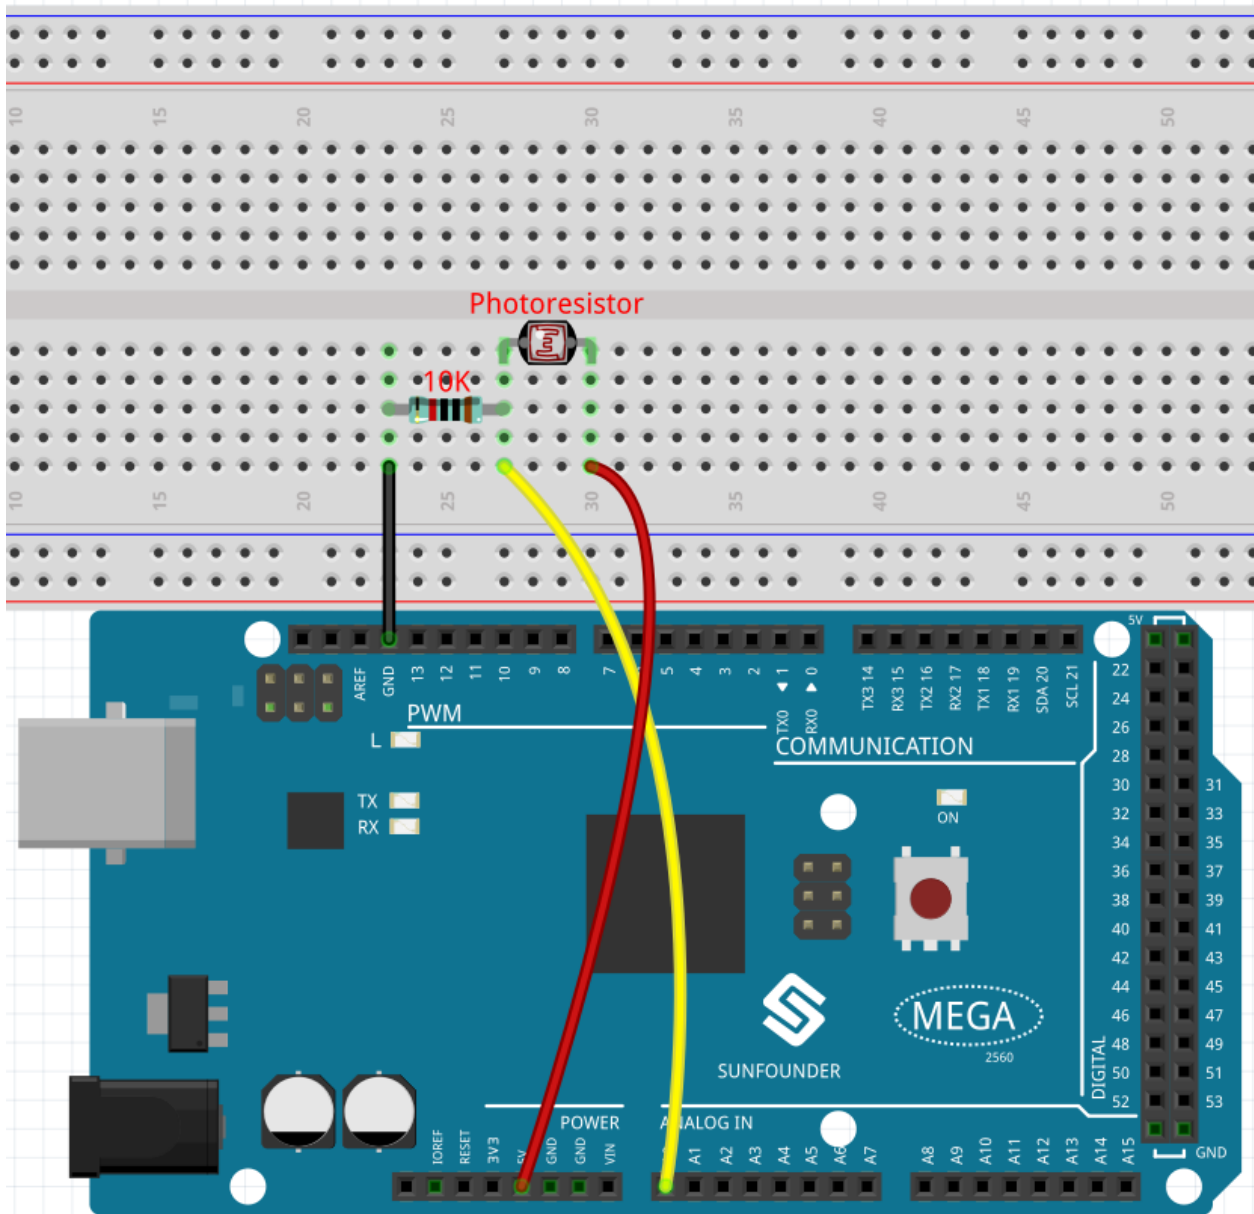 10 15 20 25 30 35 40 45 50
Photoresistor
10K
10 15 20 25 30 35 40 45 50
5V
AREF GND 13 12 11 10 9 8 7 5 4 3 2 1 0 TX3 14 RX3 15 TX2 16 RX2 17 TX1 18 RX1 19 SDA 20 SCL 21
TX0 RX0
PWM
COMMUNICATION
L
TX
RX
ON
22
24
26
28
30 31
32 33
34 35
36 37
38 39
40 41
42 43
44 45
46 47
48 49
50 51
52 53
DIGITAL
GND
MEGA
2560
SUNFOUNDER
POWER
ANALOG IN
IOREF RESET 3V3 5V GND GND VIN A1 A2 A3 A4 A5 A6 A7 A8 A9 A10 A11 A12 A13 A14 A15